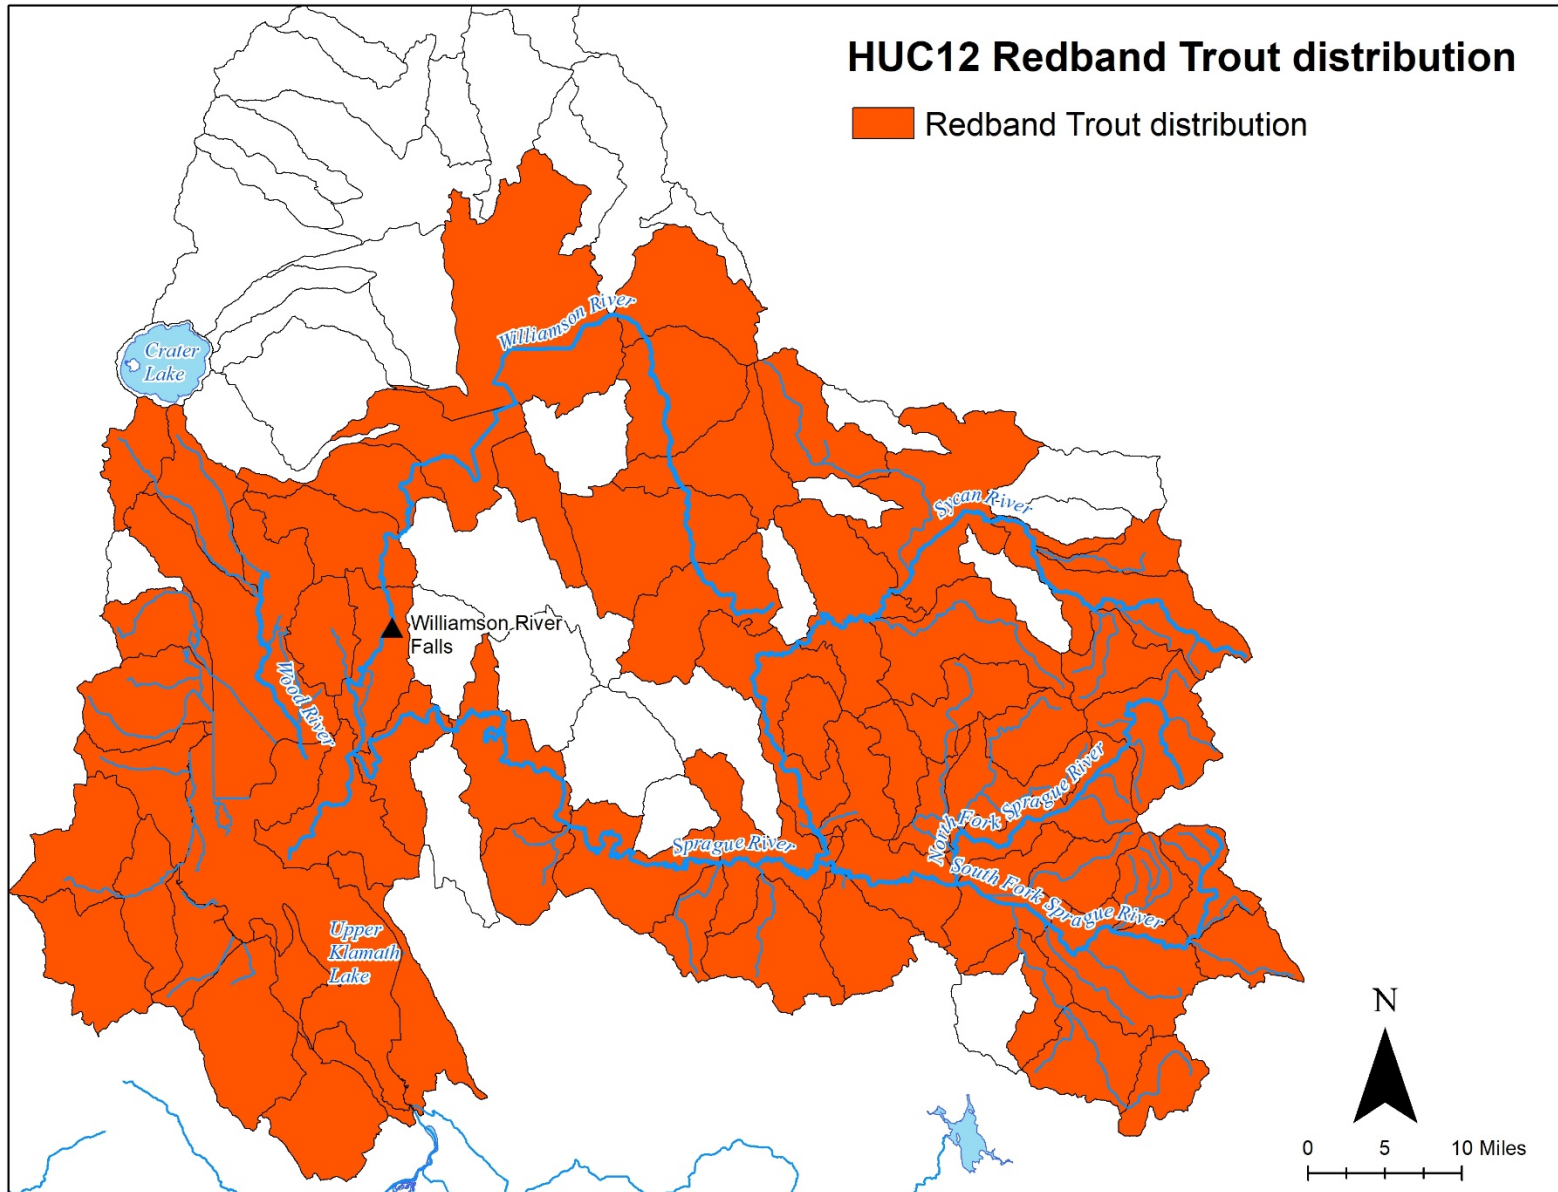 HUC12 Redband Trout distribution
Redband Trout distribution
Williamson River
Crater
Lake
Sycan River
Williamson River
Falls
Wood River
North Fork Sprague River
Sprague River
South Fork Sprague River
Upper
Klamath
Lake
N
0 5 10 Miles